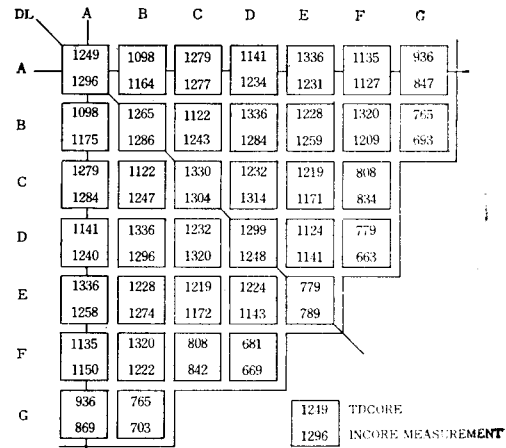 DL A B C D E F G
1249 1098 1279 1141 1336 1135 936
A
1296 1164 1277 1234 1231 1127 847
1098 1265 1122 1336 1228 1320 765
B
1175 1286 1243 1284 1259 1209 693
1279 1122 1330 1232 1219 808
C
1284 1247 1304 1314 1171 834
1141 1336 1232 1299 1124 779
D
1240 1296 1320 1248 1141 663
1336 1228 1219 1224 779
E
1258 1274 1172 1143 789
1135 1320 808 681
F
1150 1222 842 669
936 765
G
869 703
1249 TDCORE
1296 INCORE MEASUREMENT